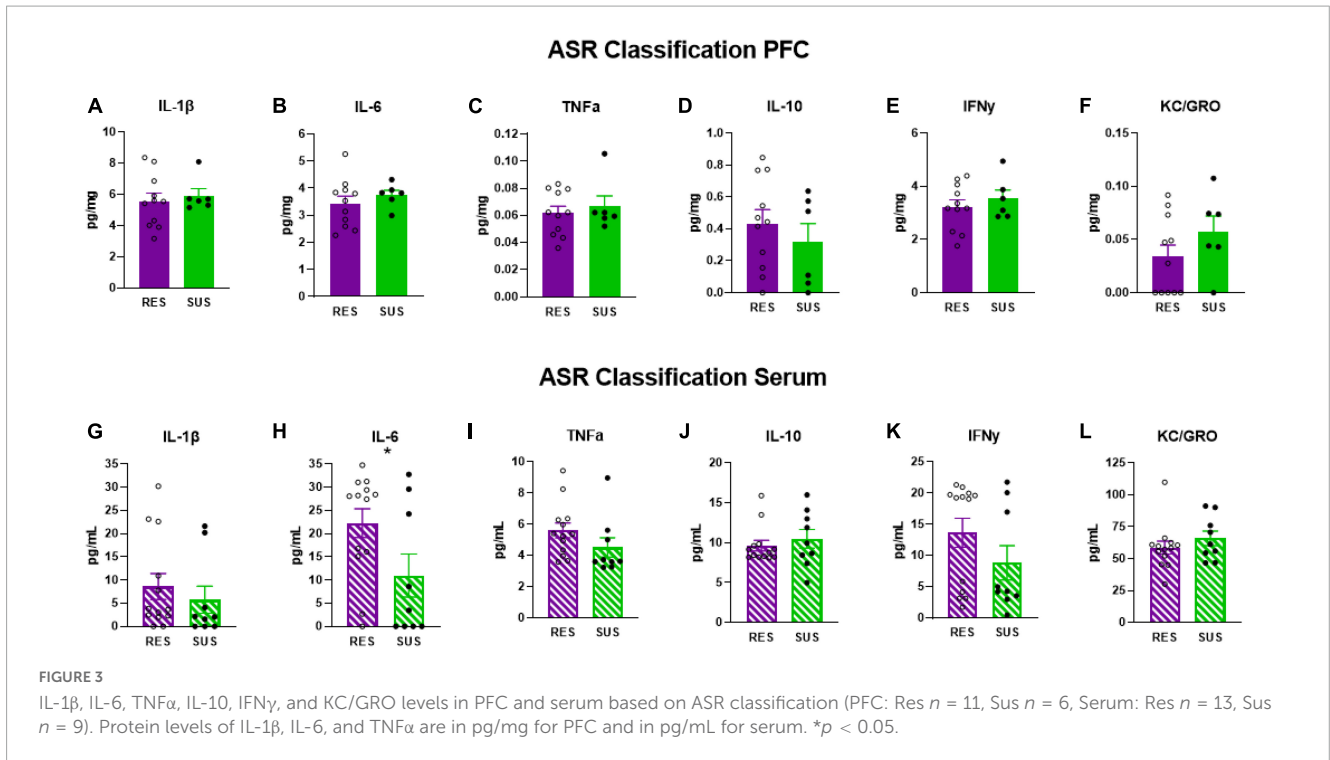 ASR Classification PFC
A IL-1β
B IL-6
C TNFa
D IL-10
E IFNy
F KC/GRO
pg/mg
10
8
6
4
2
0
RES SUS
pg/mg
6
5
4
3
2
1
0
RES SUS
pg/mg
0.12
0.10
0.08
0.06
0.04
0.02
0.00
RES SUS
pg/mg
1.0
0.8
0.6
0.4
0.2
0.0
RES SUS
pg/mg
6
4
2
0
RES SUS
pg/mg
0.15
0.10
0.05
0.00
RES SUS
ASR Classification Serum
G IL-1β
H IL-6
I TNFa
J IL-10
K IFNy
L KC/GRO
pg/mL
35
30
25
20
15
10
5
0
RES SUS
*
pg/mL
35
30
25
20
15
10
5
0
RES SUS
pg/mL
6
4
2
0
RES SUS
pg/mL
20
15
10
5
0
RES SUS
pg/mL
25
20
15
10
5
0
RES SUS
pg/mL
125
100
75
50
25
0
RES SUS
FIGURE 3
IL-1β, IL-6, TNFα, IL-10, IFNγ, and KC/GRO levels in PFC and serum based on ASR classification (PFC: Res n = 11, Sus n = 6, Serum: Res n = 13, Sus
n = 9). Protein levels of IL-1β, IL-6, and TNFα are in pg/mg for PFC and in pg/mL for serum. *p < 0.05.